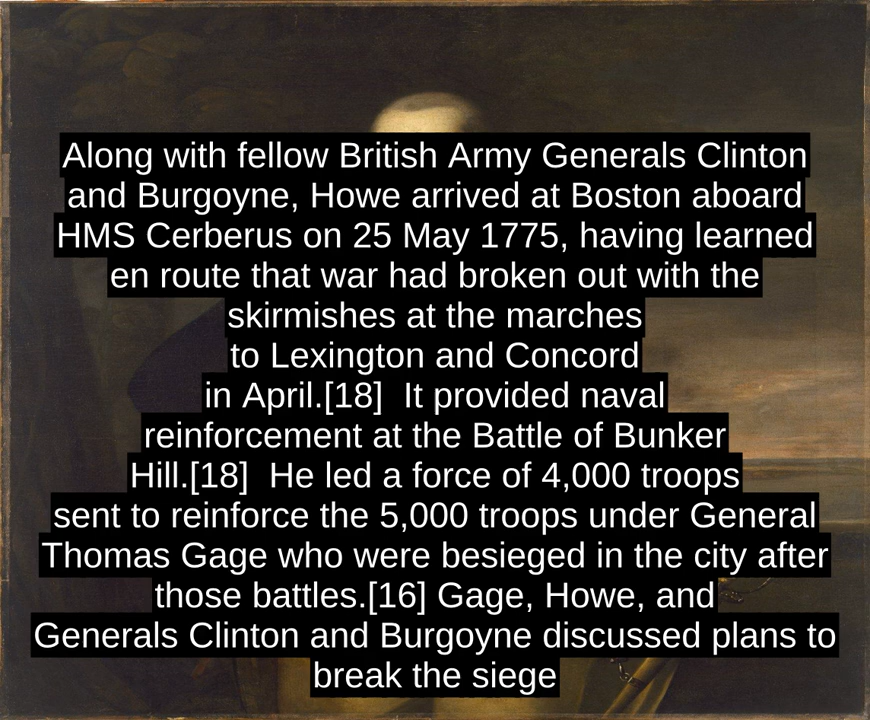 Along with fellow British Army Generals Clinton
and Burgoyne, Howe arrived at Boston aboard
HMS Cerberus on 25 May 1775, having learned
en route that war had broken out with the
skirmishes at the marches
to Lexington and Concord
in April.[18]  It provided naval
reinforcement at the Battle of Bunker
Hill.[18]  He led a force of 4,000 troops
sent to reinforce the 5,000 troops under General
Thomas Gage who were besieged in the city after
those battles.[16] Gage, Howe, and
Generals Clinton and Burgoyne discussed plans to
break the siege